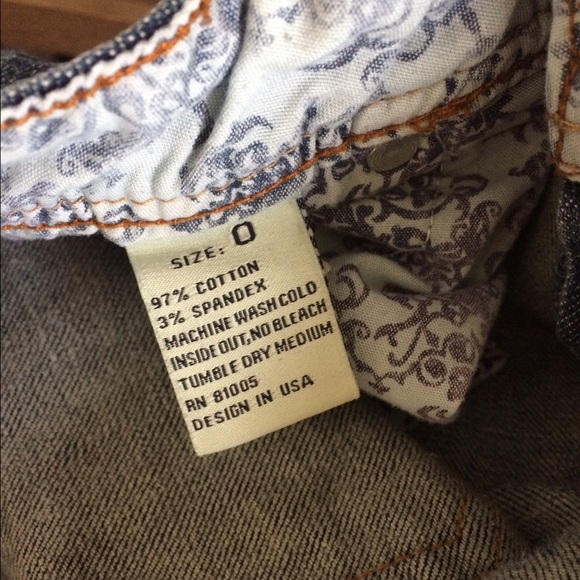 SIZE: 0
97% COTTON
3% SPANDEX
MACHINE WASH COLD
INSIDE OUT, NO BLEACH
TUMBLE DRY MEDIUM
RN 81005
DESIGN IN USA